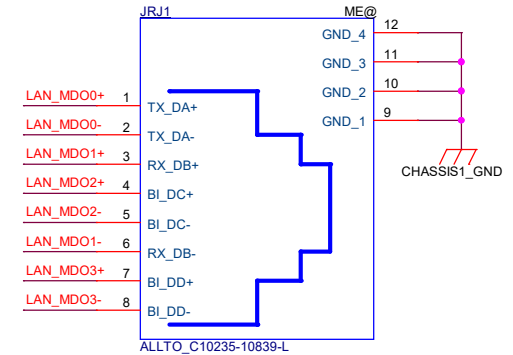 JRJ1 ME@
GND_4 12
GND_3 11
GND_2 10
GND_1 9
LAN_MDO0+ 1 TX_DA+
LAN_MDO0- 2 TX_DA-
LAN_MDO1+ 3 RX_DB+
LAN_MDO2+ 4 BI_DC+
LAN_MDO2- 5 BI_DC-
LAN_MDO1- 6 RX_DB-
LAN_MDO3+ 7 BI_DD+
LAN_MDO3- 8 BI_DD-
CHASSIS1_GND
ALLTO_C10235-10839-L